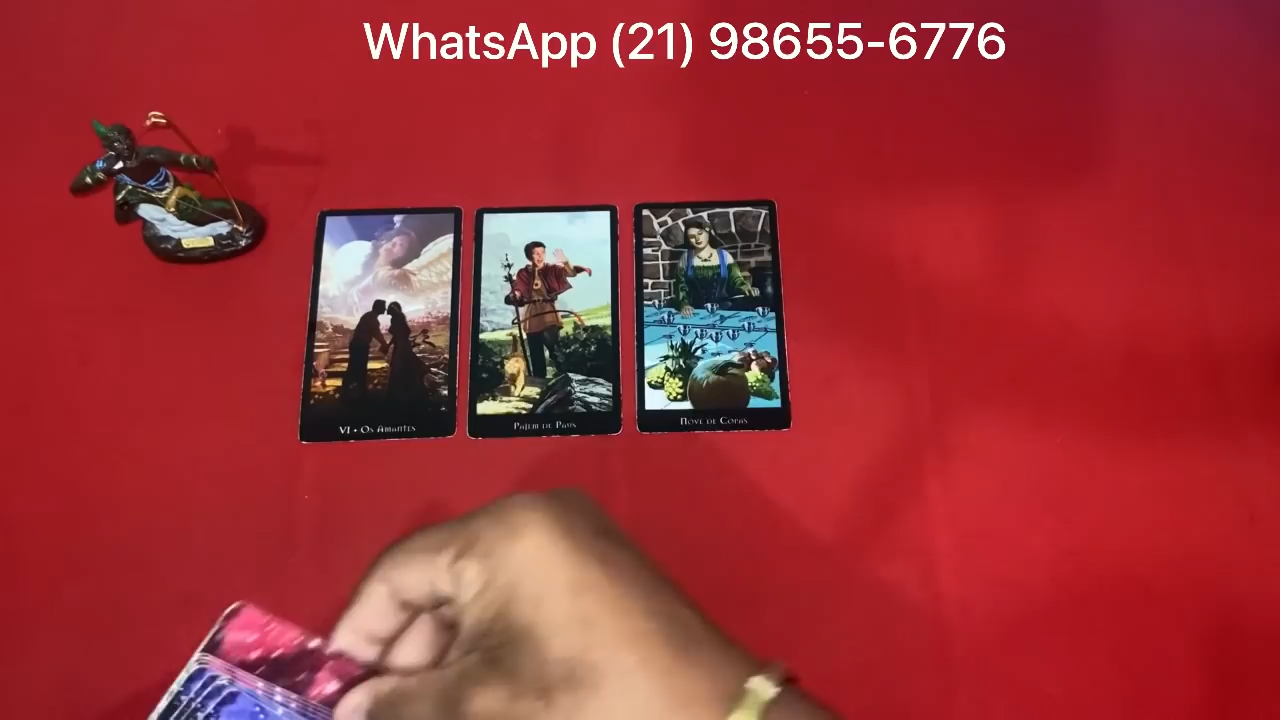 WhatsApp (21) 98655-6776
VI • Os Amantes
Pajem de Paus
Nove de Copas